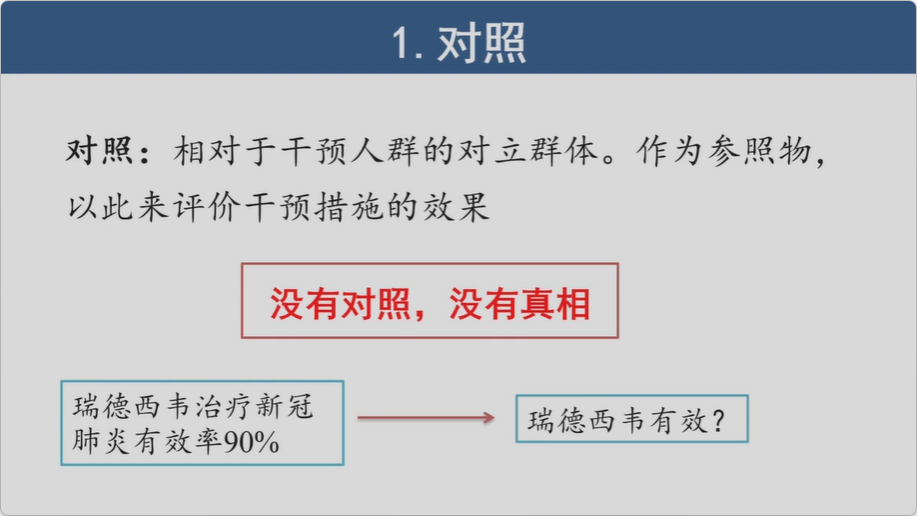 1.对照
对照：相对于干预人群的对立群体。作为参照物，
以此来评价干预措施的效果
没有对照，没有真相
瑞德西韦治疗新冠
肺炎有效率90%
瑞德西韦有效？